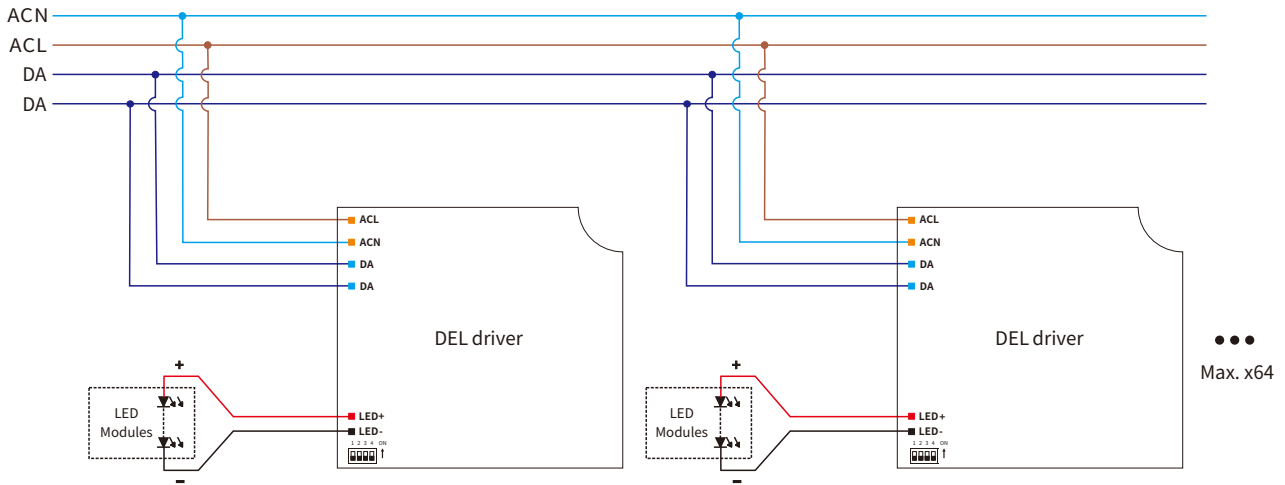 ACN
ACL
DA
DA
ACL
ACN
DA
DA
DEL driver
+
LED
Modules
LED+
LED-
1 2 3 4 ON
–
ACL
ACN
DA
DA
DEL driver
+
LED
Modules
LED+
LED-
1 2 3 4 ON
–
•••
Max. x64